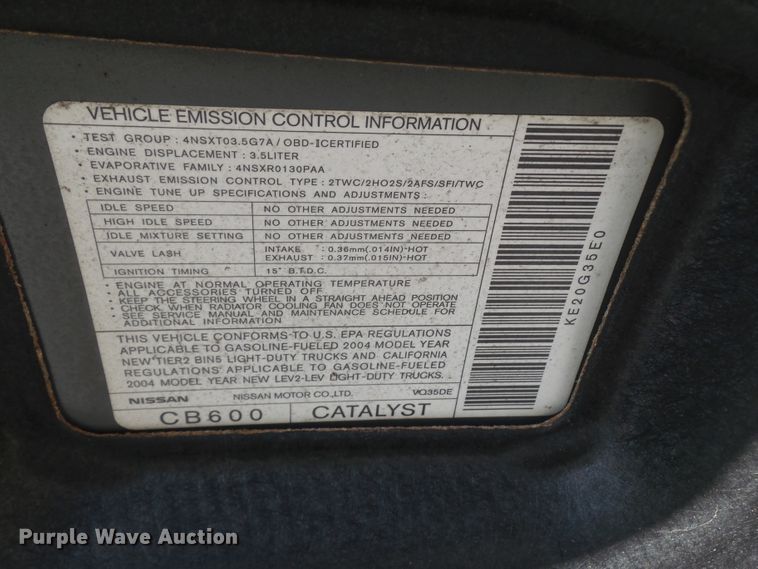 VEHICLE EMISSION CONTROL INFORMATION
· TEST GROUP : 4NSXT03.5G7A / OBD-ⅡCERTIFIED
· ENGINE DISPLACEMENT : 3.5LITER
· EVAPORATIVE FAMILY : 4NSXR0130PAA
· EXHAUST EMISSION CONTROL TYPE : 2TWC/2HO2S/2AFS/SFI/TWC
· ENGINE TUNE UP SPECIFICATIONS AND ADJUSTMENTS :
IDLE SPEED NO OTHER ADJUSTMENTS NEEDED
HIGH IDLE SPEED NO OTHER ADJUSTMENTS NEEDED
IDLE MIXTURE SETTING NO OTHER ADJUSTMENTS NEEDED
VALVE LASH INTAKE : 0.36mm(.014IN)-HOT
EXHAUST : 0.37mm(.015IN)-HOT
IGNITION TIMING 15° B.T.D.C.
· ENGINE AT NORMAL OPERATING TEMPERATURE
· ALL ACCESSORIES TURNED OFF
· KEEP THE STEERING WHEEL IN A STRAIGHT AHEAD POSITION
· CHECK WHEN RADIATOR COOLING FAN DOES NOT OPERATE
· SEE SERVICE MANUAL AND MAINTENANCE SCHEDULE FOR
ADDITIONAL INFORMATION
THIS VEHICLE CONFORMS TO U.S. EPA REGULATIONS
APPLICABLE TO GASOLINE-FUELED 2004 MODEL YEAR
NEW TIER2 BIN5 LIGHT-DUTY TRUCKS AND CALIFORNIA
REGULATIONS APPLICABLE TO GASOLINE-FUELED
2004 MODEL YEAR NEW LEV2-LEV LIGHT-DUTY TRUCKS.
NISSAN NISSAN MOTOR CO.,LTD. VQ35DE
CB600 CATALYST
KE20G35E0
Purple Wave Auction